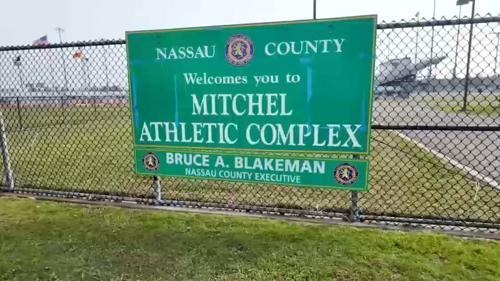 NASSAU COUNTY
Welcomes you to
MITCHEL
ATHLETIC COMPLEX
BRUCE A. BLAKEMAN
NASSAU COUNTY EXECUTIVE